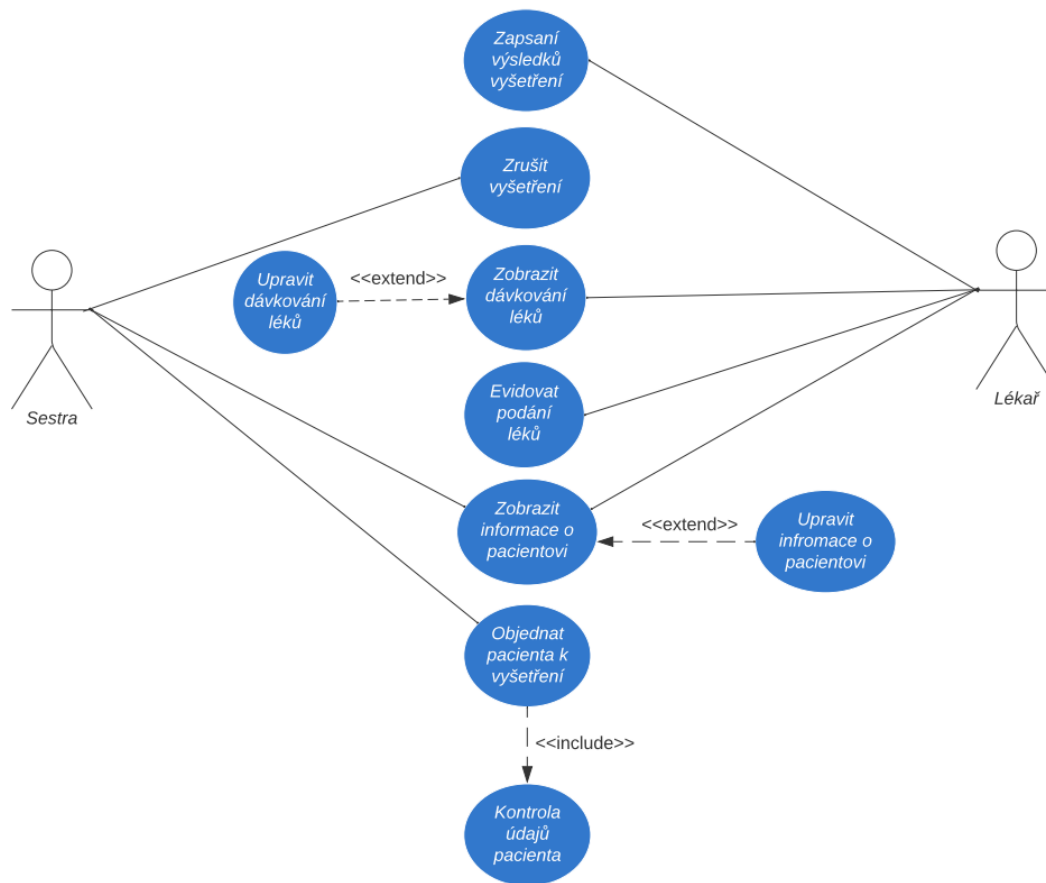 Zapsaní
výsledků
vyšetření
Zrušit
vyšetření
Upravit
dávkování
léků
<<extend>>
Zobrazit
dávkování
léků
Sestra
Evidovat
podání
léků
Lékař
Zobrazit
informace o
pacientovi
<<extend>>
Upravit
infromace o
pacientovi
Objednat
pacienta k
vyšetření
<<include>>
Kontrola
údajů
pacienta